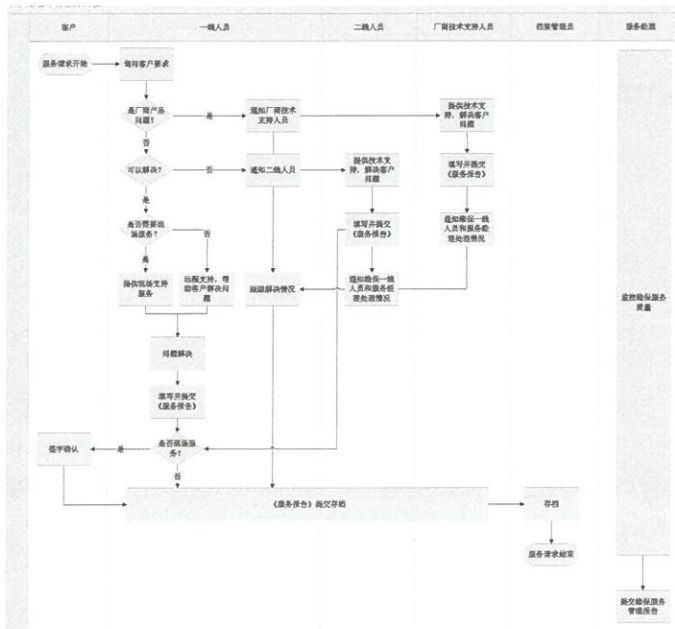 客户
一线人员
二线人员
厂商技术支持人员
档案管理员
服务经理
服务请求开始
询问客户要求
是厂商产品
问题?
是
通知厂商技术
支持人员
提供技术支
持,解决客户
问题
否
可以解决?
否
通知二线人员
提供技术支
持,解决客户
问题
填写并提交
《服务报告》
是
是否需要现
场服务?
否
填写并提交
《服务报告》
通知维保一线
人员和服务经
理处理情况
是
提供现场支持
服务
远程支持,帮
助客户解决问
题
跟踪解决情况
通知维保一线
人员和服务经
理处理情况
监控维保服务
质量
问题解决
填写并提交
《服务报告》
签字确认
是
是否现场服
务?
否
《服务报告》提交存档
存档
服务请求结束
提交维保服务
管理报告